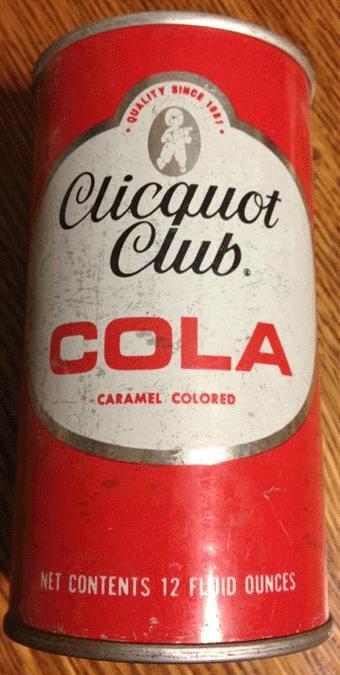 • QUALITY SINCE 1881 •
Clicquot
Club®
COLA
CARAMEL COLORED
NET CONTENTS 12 FLUID OUNCES